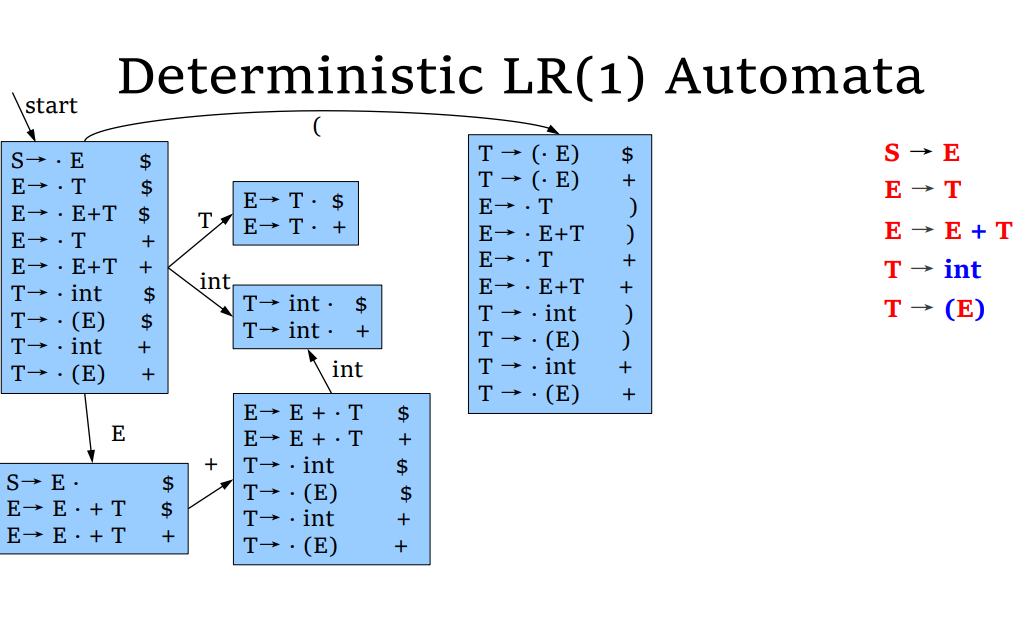 Deterministic LR(1) Automata
start
(
S→ · E $
E→ · T $
E→ · E+T $
E→ · T +
E→ · E+T +
T→ · int $
T→ · (E) $
T→ · int +
T→ · (E) +
T
E→ T · $
E→ T · +
int
T→ int · $
T→ int · +
int
E
S→ E · $
E→ E · + T $
E→ E · + T +
+
E→ E + · T $
E→ E + · T +
T→ · int $
T→ · (E) $
T→ · int +
T→ · (E) +
T → (· E) $
T → (· E) +
E→ · T )
E→ · E+T )
E→ · T +
E→ · E+T +
T → · int )
T → · (E) )
T → · int +
T → · (E) +
S → E
E → T
E → E + T
T → int
T → (E)